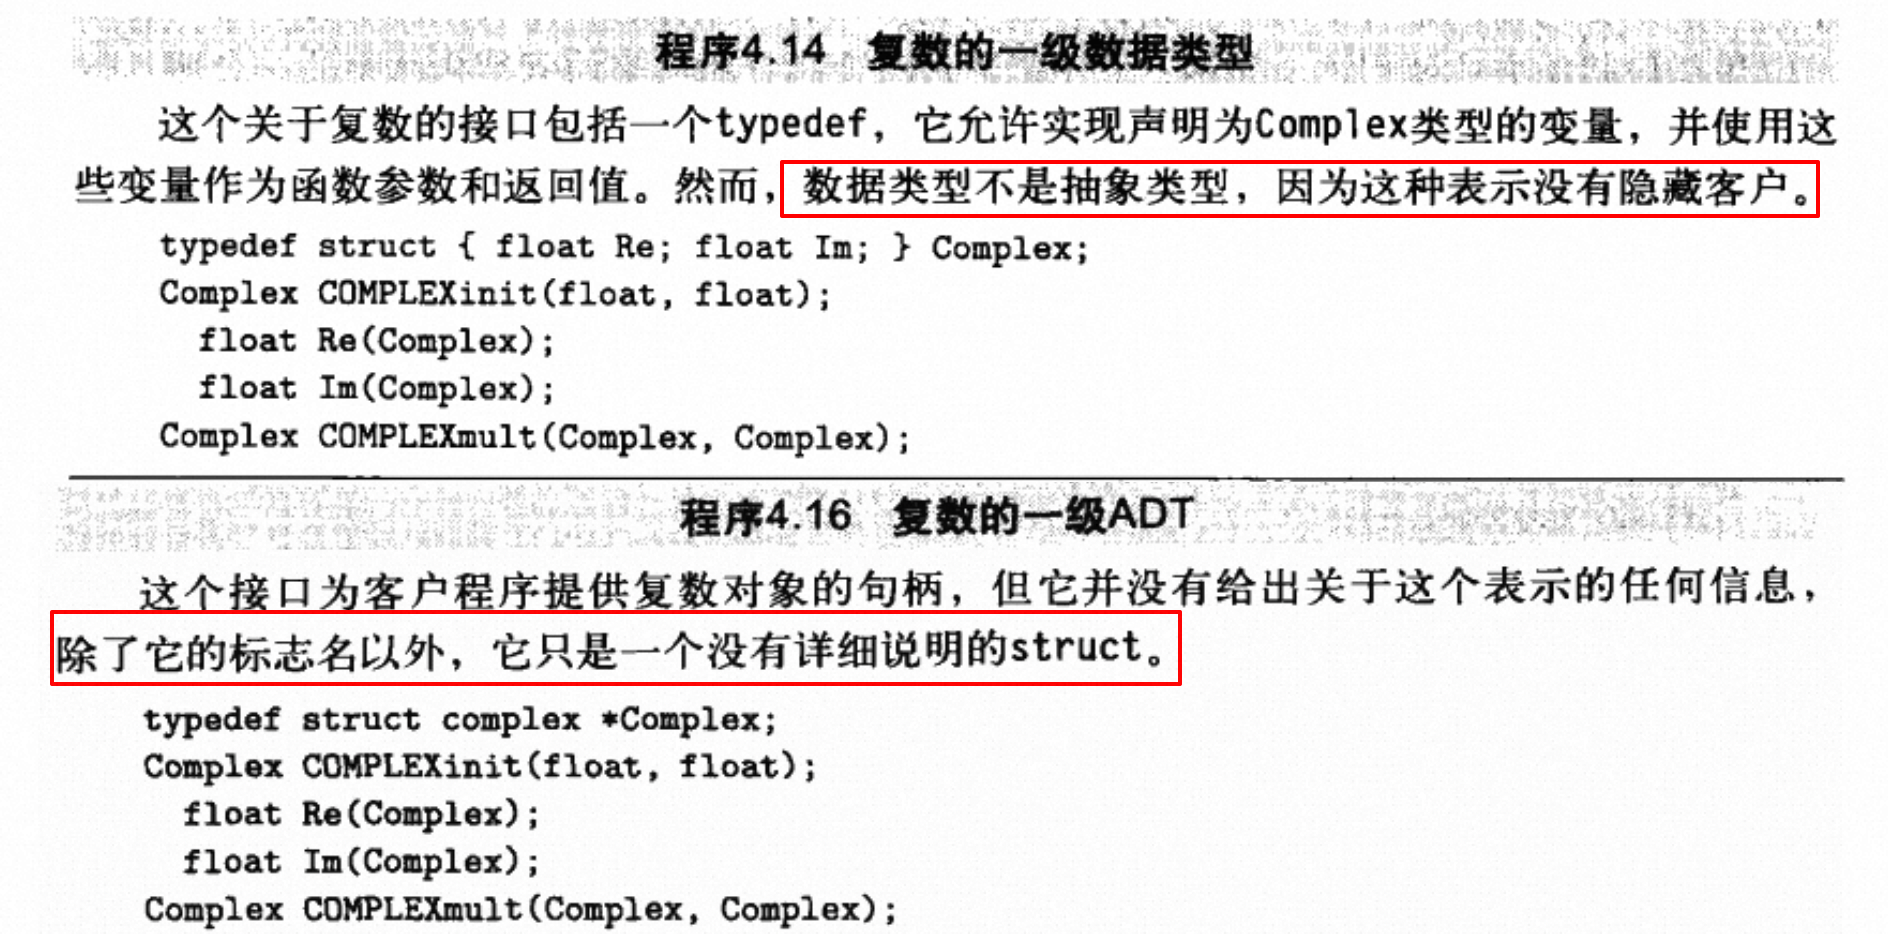 程序4.14 复数的一级数据类型
这个关于复数的接口包括一个typedef，它允许实现声明为Complex类型的变量，并使用这
些变量作为函数参数和返回值。然而，数据类型不是抽象类型，因为这种表示没有隐藏客户。
typedef struct { float Re; float Im; } Complex;
Complex COMPLEXinit(float, float);
float Re(Complex);
float Im(Complex);
Complex COMPLEXmult(Complex, Complex);
程序4.16 复数的一级ADT
这个接口为客户程序提供复数对象的句柄，但它并没有给出关于这个表示的任何信息，
除了它的标志名以外，它只是一个没有详细说明的struct。
typedef struct complex *Complex;
Complex COMPLEXinit(float, float);
float Re(Complex);
float Im(Complex);
Complex COMPLEXmult(Complex, Complex);